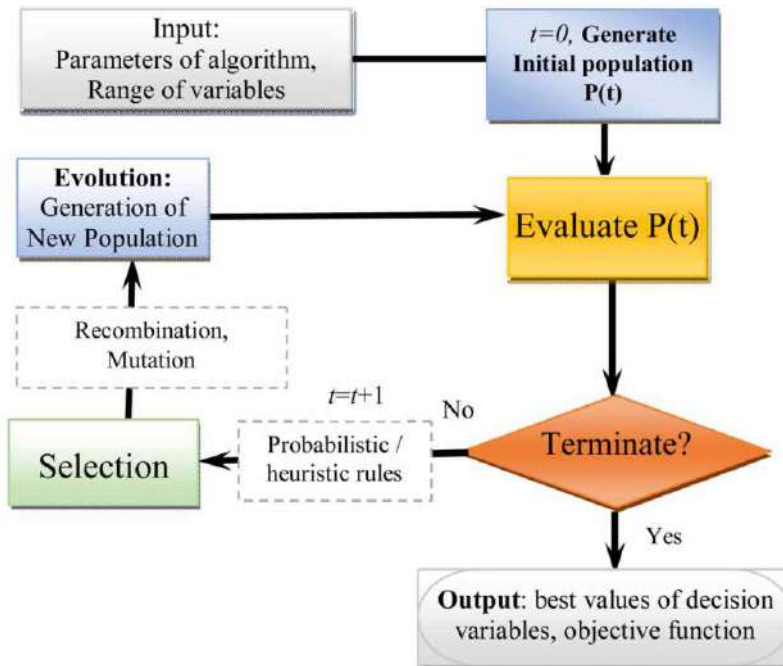 Input:
Parameters of algorithm,
Range of variables
t=0, Generate
Initial population
P(t)
Evolution:
Generation of
New Population
Evaluate P(t)
Recombination,
Mutation
t=t+1
No
Probabilistic /
heuristic rules
Selection
Terminate?
Yes
Output: best values of decision
variables, objective function